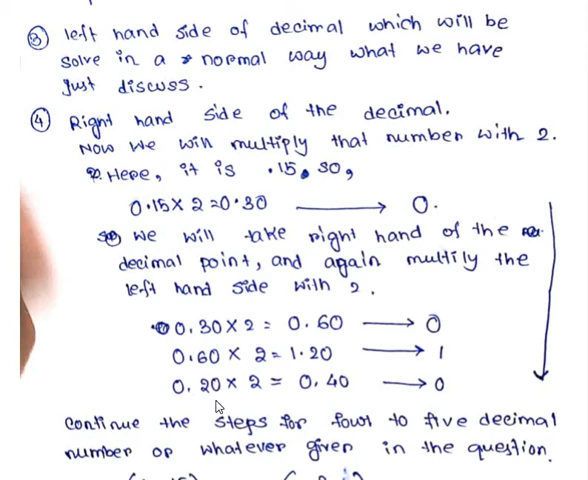 ③ left hand side of decimal which will be
solve in a normal way what we have
just discuss.
④ Right hand side of the decimal.
Now we will multiply that number with 2.
Here, it is .15, so,
0.15 x 2 = 0.30 → 0.
we will take right hand of the
decimal point, and again multily the
left hand side with 2.
0.30 x 2 = 0.60 → 0
0.60 x 2 = 1.20 → 1
0.20 x 2 = 0.40 → 0
Continue the steps for four to five decimal
number or whatever given in the question.